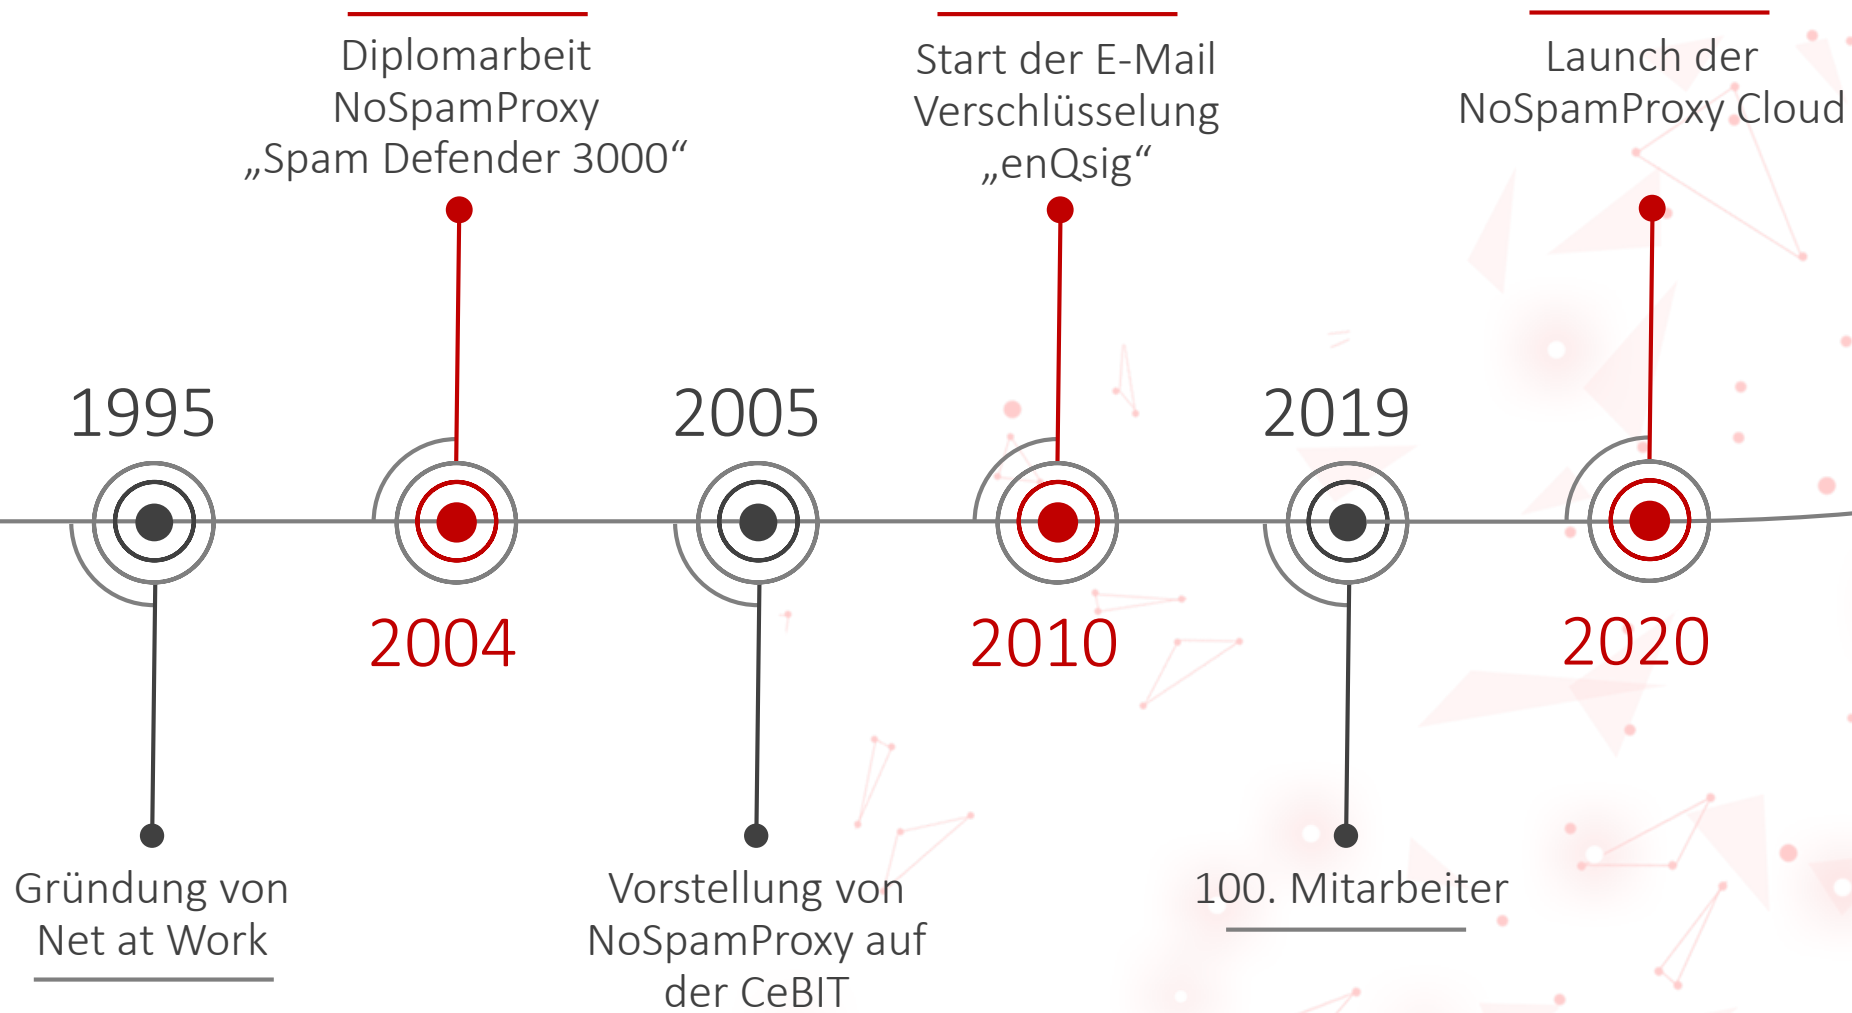 Diplomarbeit
NoSpamProxy
„Spam Defender 3000“
Start der E-Mail
Verschlüsselung
„enQsig“
Launch der
NoSpamProxy Cloud
1995
2005
2019
2004
2010
2020
Gründung von
Net at Work
Vorstellung von
NoSpamProxy auf
der CeBIT
100. Mitarbeiter